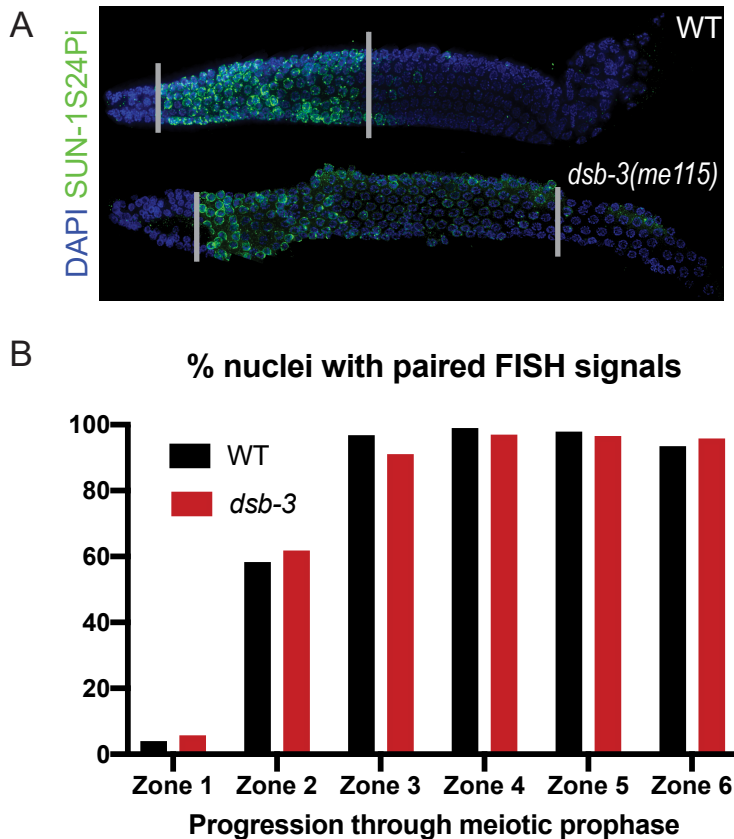 A
WT
dsb-3(me115)
DAPI SUN-1S24Pi
B
% nuclei with paired FISH signals
100
80
60
40
20
0
WT
dsb-3
Zone 1 Zone 2 Zone 3 Zone 4 Zone 5 Zone 6
Progression through meiotic prophase